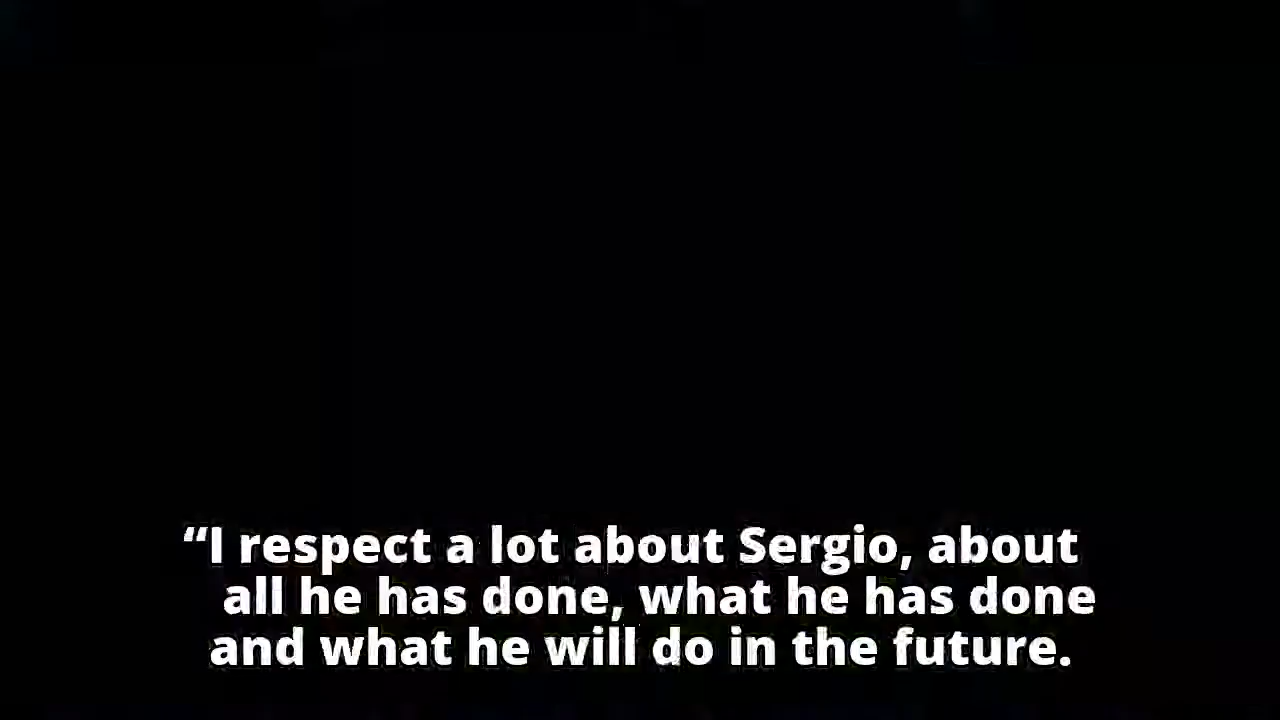 “I respect a lot about Sergio, about
all he has done, what he has done
and what he will do in the future.